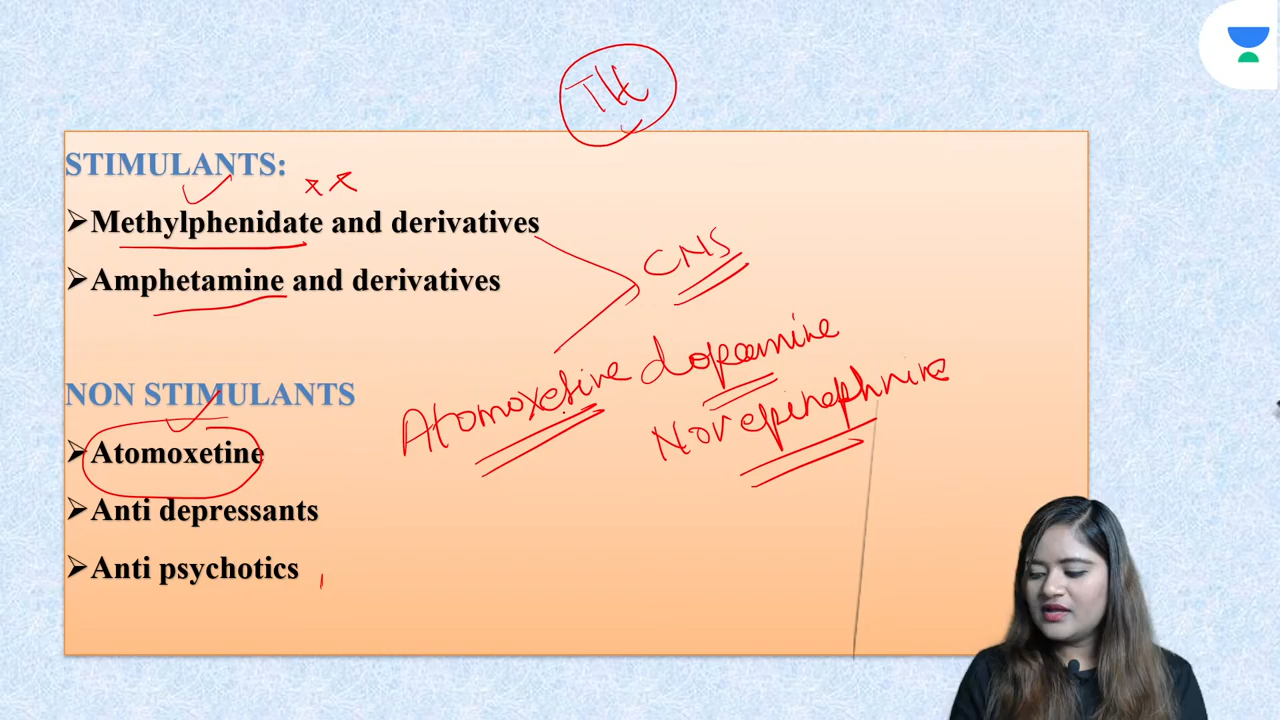 TH
STIMULANTS:
xx
Methylphenidate and derivatives
CNS
Amphetamine and derivatives
dopamine
NON STIMULANTS
Atomoxetine
Norepinephrine
Atomoxetine
Anti depressants
Anti psychotics